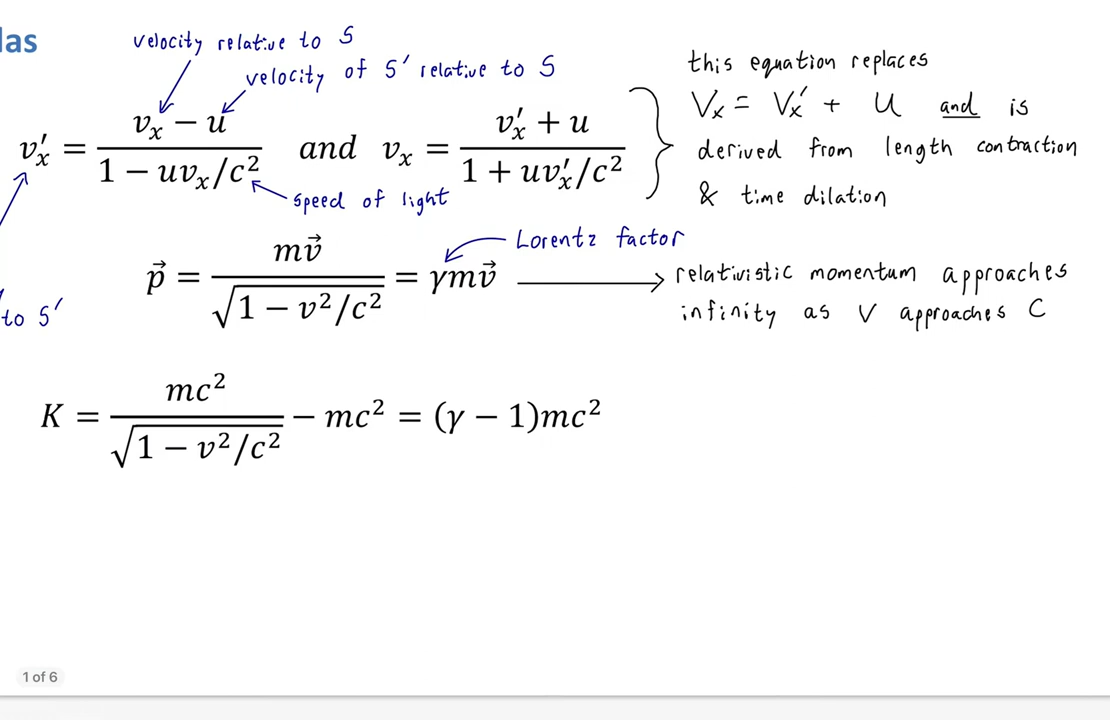 las
velocity relative to S
velocity of S' relative to S
this equation replaces
v′ₓ = (vₓ − u)/(1 − uvₓ/c²) and vₓ = (v′ₓ + u)/(1 + uv′ₓ/c²)
Vₓ = Vₓ′ + U and is
derived from length contraction
& time dilation
speed of light
Lorentz factor
p⃗ = mv⃗/√(1 − v²/c²) = γmv⃗
relativistic momentum approaches
infinity as V approaches C
to S'
K = mc²/√(1 − v²/c²) − mc² = (γ − 1)mc²
1 of 6